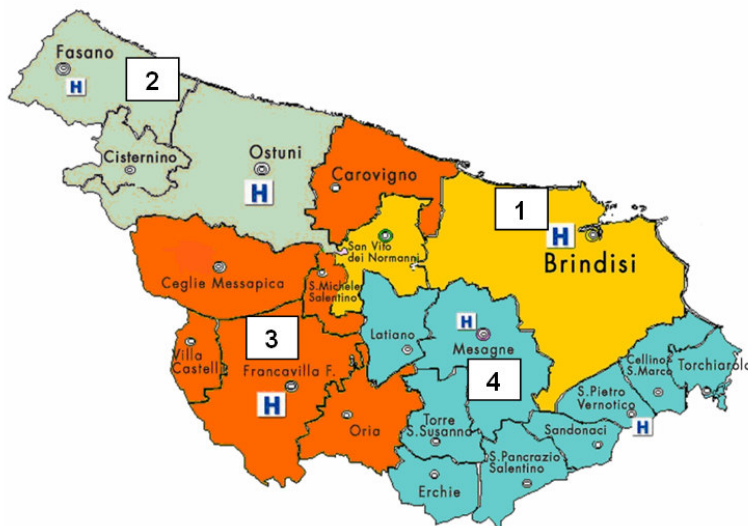 Fasano
H
2
Cisternino
Ostuni
H
Carovigno
1
H
Brindisi
San Vito
dei Normanni
Ceglie Messapica
S.Michele
Salentino
Latiano
H
Mesagne
3
Villa
Castelli
Francavilla F.
H
4
Cellino
S.Marco
Torchiarolo
S.Pietro
Vernotico
H
Oria
Torre
S.Susanna
Sandonaci
S.Pancrazio
Salentino
Erchie